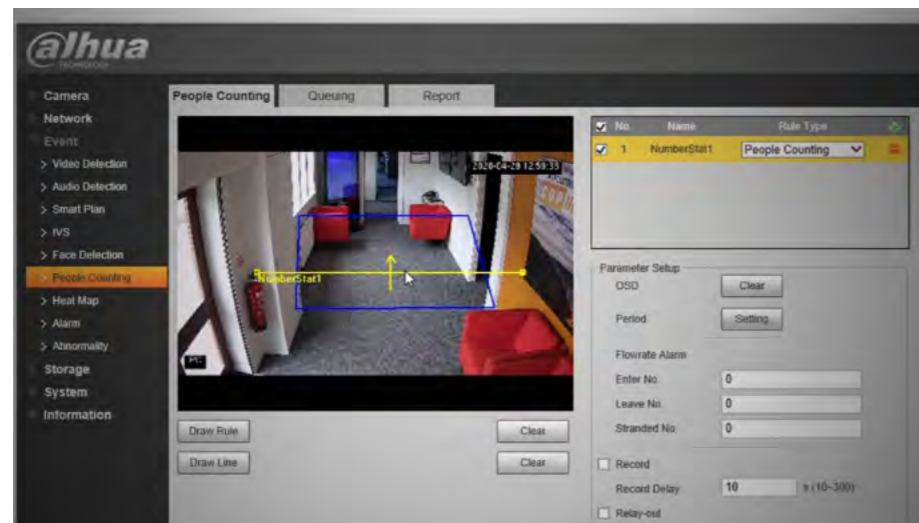 alhua
TECHNOLOGY
Camera
Network
Event
> Video Detection
> Audio Detection
> Smart Plan
> IVS
> Face Detection
> People Counting
> Heat Map
> Alarm
> Abnormality
Storage
System
Information
People Counting Queuing Report
2020-04-28 12:59:33
NumberStat1
PC
Draw Rule Clear
Draw Line Clear
No. Name Rule Type
1 NumberStat1 People Counting
Parameter Setup
OSD Clear
Period Setting
Flowrate Alarm
Enter No. 0
Leave No. 0
Stranded No. 0
Record
Record Delay 10 s (10~300)
Relay-out